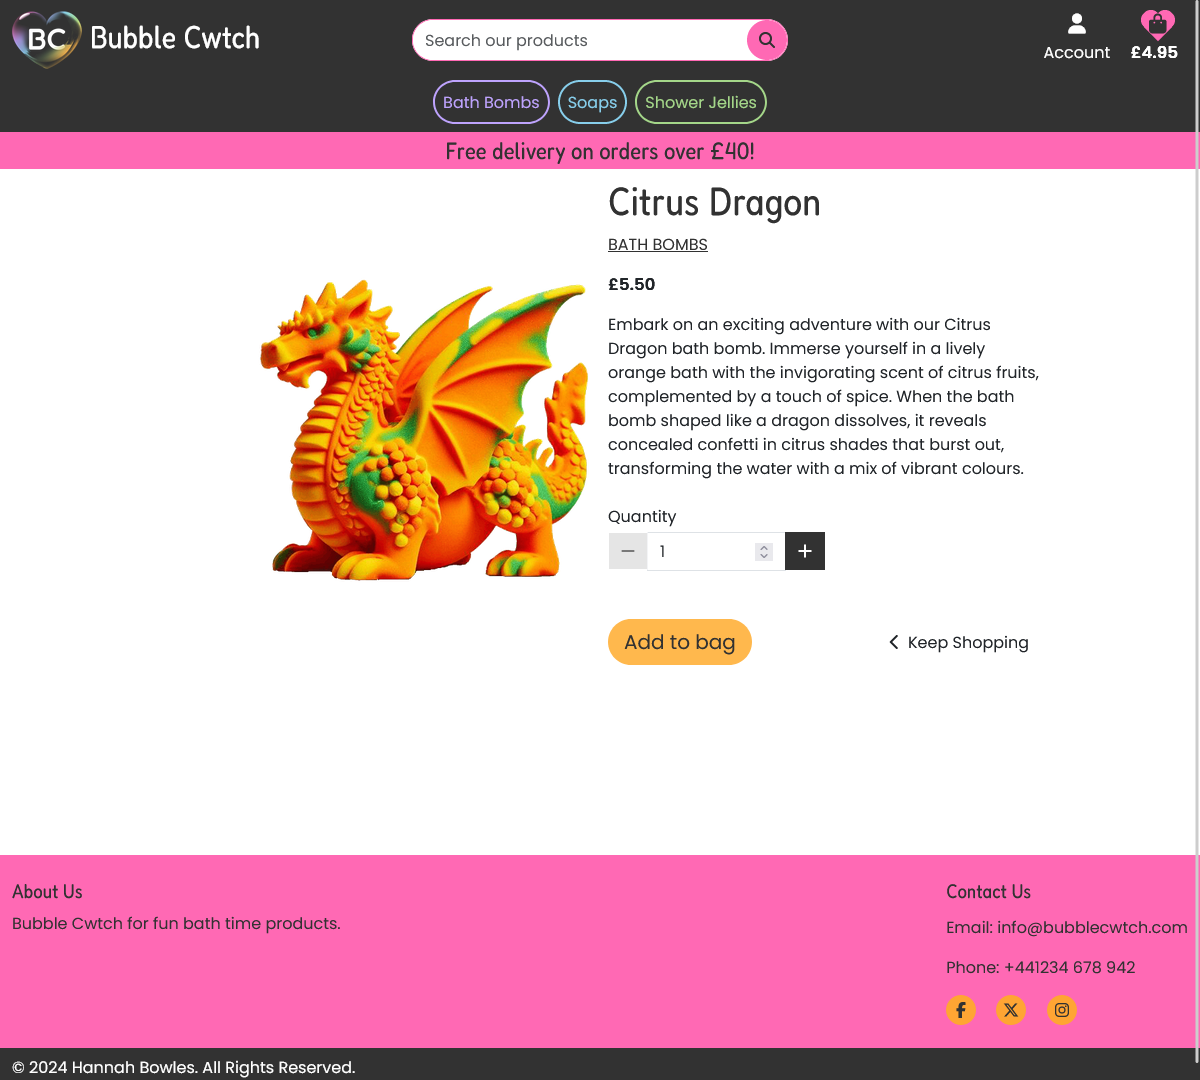 BC Bubble Cwtch
Search our products
Account
£4.95
Bath Bombs
Soaps
Shower Jellies
Free delivery on orders over £40!
Citrus Dragon
BATH BOMBS
£5.50
Embark on an exciting adventure with our Citrus
Dragon bath bomb. Immerse yourself in a lively
orange bath with the invigorating scent of citrus fruits,
complemented by a touch of spice. When the bath
bomb shaped like a dragon dissolves, it reveals
concealed confetti in citrus shades that burst out,
transforming the water with a mix of vibrant colours.
Quantity
1
Add to bag
Keep Shopping
About Us
Bubble Cwtch for fun bath time products.
Contact Us
Email: info@bubblecwtch.com
Phone: +441234 678 942
© 2024 Hannah Bowles. All Rights Reserved.